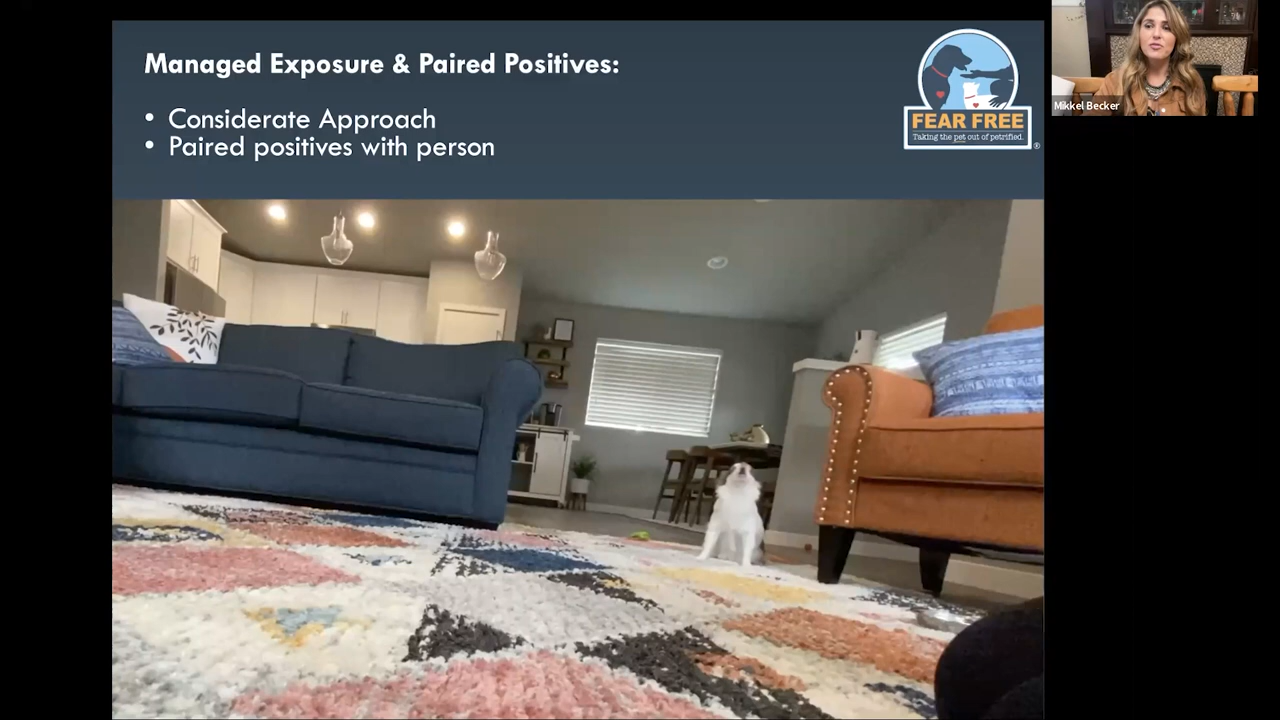 Managed Exposure & Paired Positives:
• Considerate Approach
• Paired positives with person
FEAR FREE
Taking the pet out of petrified.
®
Mikkel Becker